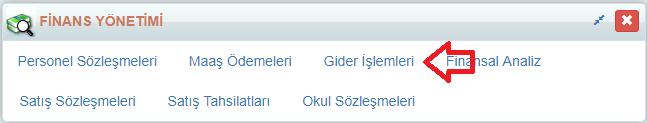 FİNANS YÖNETİMİ
Personel Sözleşmeleri Maaş Ödemeleri Gider İşlemleri Finansal Analiz
Satış Sözleşmeleri Satış Tahsilatları Okul Sözleşmeleri